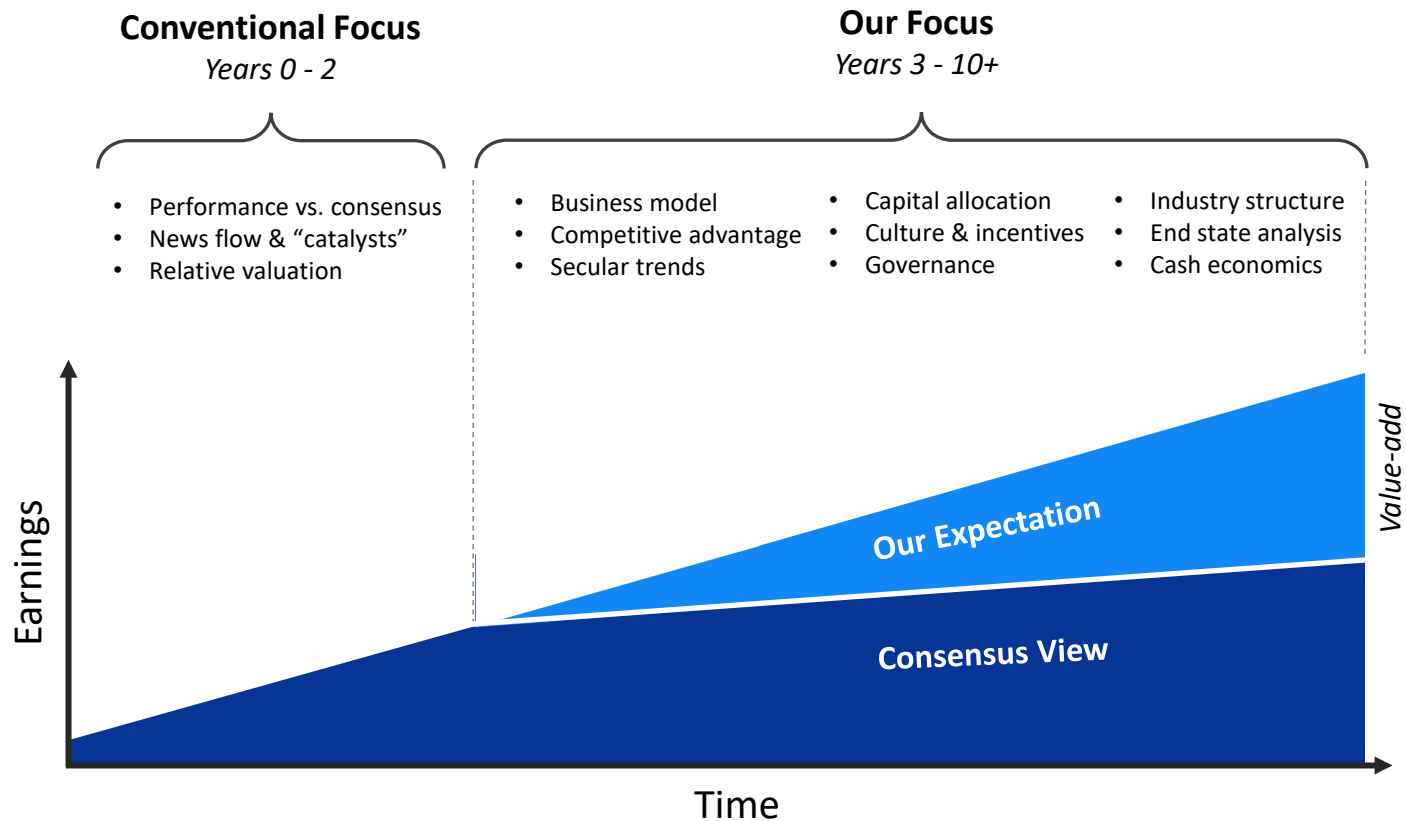 Conventional Focus
Years 0 - 2
Our Focus
Years 3 - 10+
• Performance vs. consensus
• News flow & “catalysts”
• Relative valuation
• Business model
• Competitive advantage
• Secular trends
• Capital allocation
• Culture & incentives
• Governance
• Industry structure
• End state analysis
• Cash economics
Earnings
Our Expectation
Consensus View
Value-add
Time